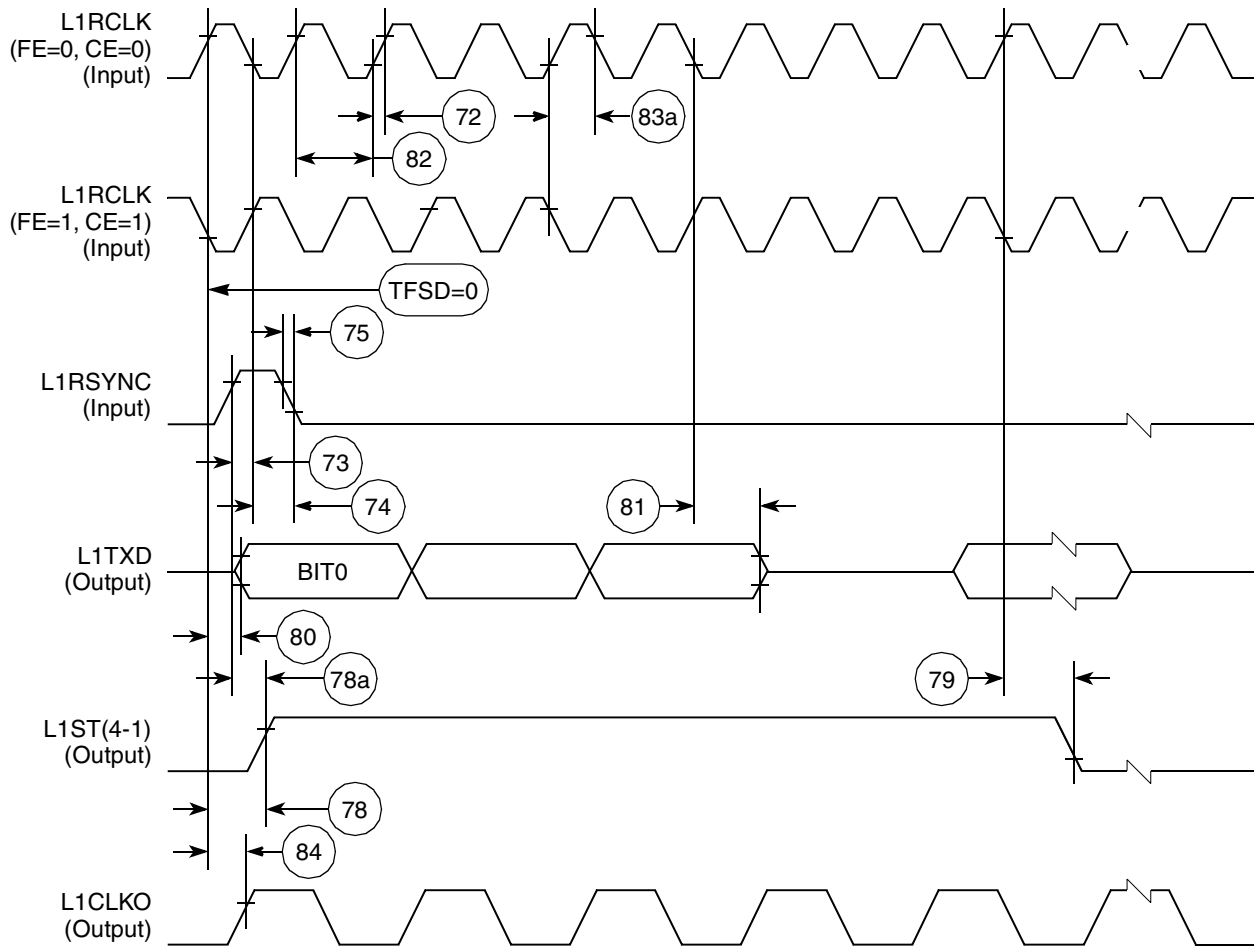 L1RCLK
(FE=0, CE=0)
(Input)
72
83a
82
L1RCLK
(FE=1, CE=1)
(Input)
TFSD=0
75
L1RSYNC
(Input)
73
74
81
L1TXD
(Output)
BIT0
80
78a
79
L1ST(4-1)
(Output)
78
84
L1CLKO
(Output)